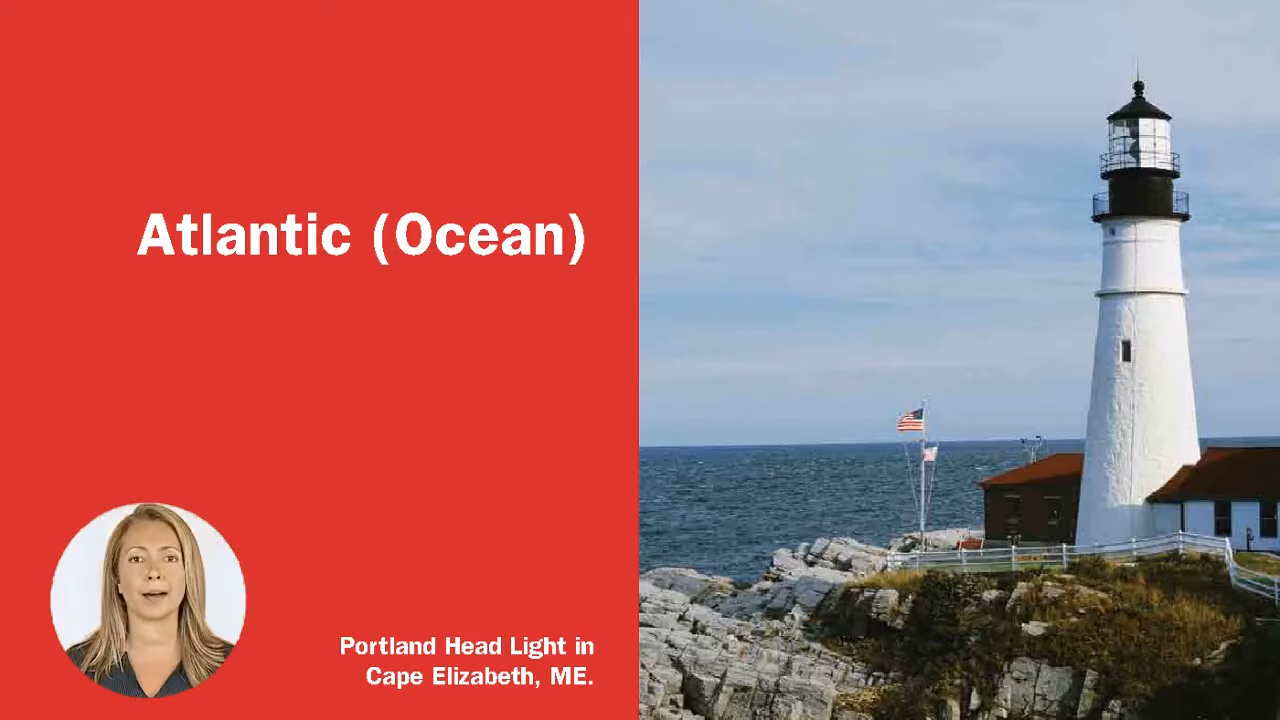 Atlantic (Ocean)
Portland Head Light in
Cape Elizabeth, ME.